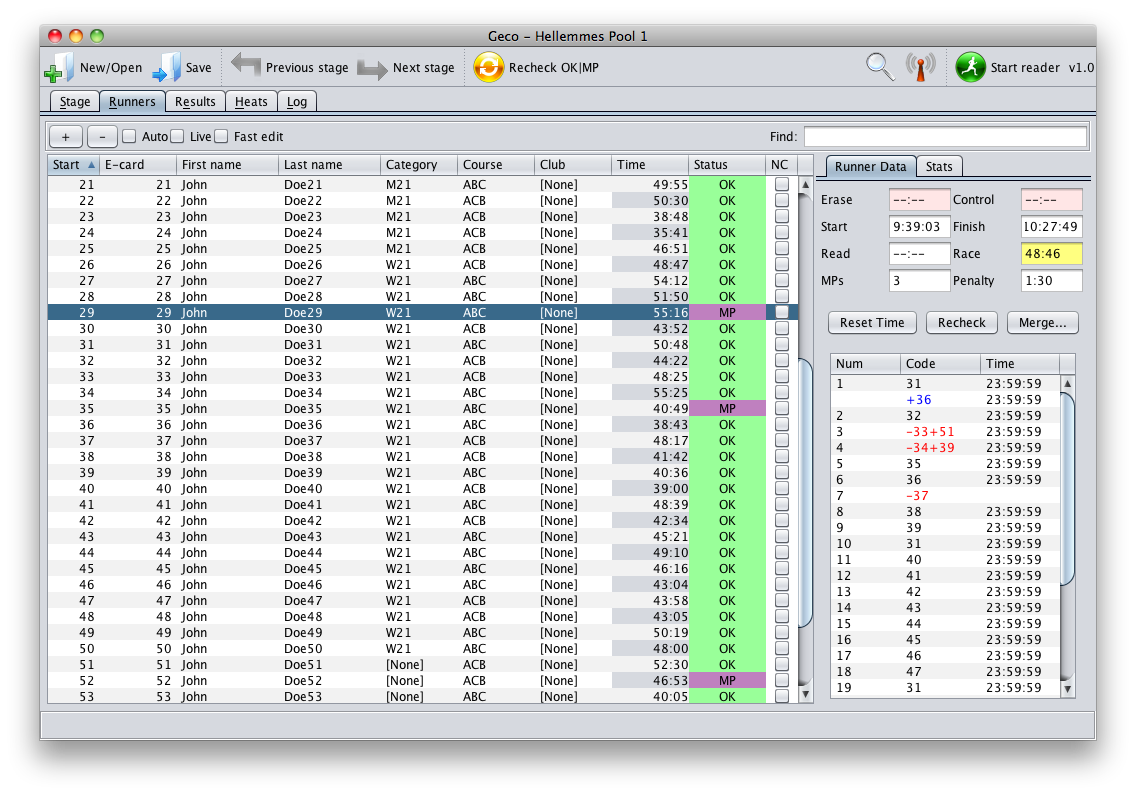 Geco – Hellemmes Pool 1
New/Open Save Previous stage Next stage Recheck OK|MP Start reader v1.0
Stage Runners Results Heats Log
+ - Auto Live Fast edit Find:
Start E-card First name Last name Category Course Club Time Status NC
21 21 John Doe21 M21 ABC [None] 49:55 OK
22 22 John Doe22 M21 ACB [None] 50:30 OK
23 23 John Doe23 M21 ACB [None] 38:48 OK
24 24 John Doe24 M21 ACB [None] 35:41 OK
25 25 John Doe25 M21 ABC [None] 46:51 OK
26 26 John Doe26 W21 ACB [None] 48:47 OK
27 27 John Doe27 W21 ABC [None] 54:12 OK
28 28 John Doe28 W21 ACB [None] 51:50 OK
29 29 John Doe29 W21 ABC [None] 55:16 MP
30 30 John Doe30 W21 ACB [None] 43:52 OK
31 31 John Doe31 W21 ABC [None] 50:48 OK
32 32 John Doe32 W21 ACB [None] 44:22 OK
33 33 John Doe33 W21 ACB [None] 48:25 OK
34 34 John Doe34 W21 ABC [None] 55:25 OK
35 35 John Doe35 W21 ABC [None] 40:49 MP
36 36 John Doe36 W21 ABC [None] 38:43 OK
37 37 John Doe37 W21 ACB [None] 48:17 OK
38 38 John Doe38 W21 ACB [None] 41:42 OK
39 39 John Doe39 W21 ABC [None] 40:36 OK
40 40 John Doe40 W21 ACB [None] 39:00 OK
41 41 John Doe41 W21 ABC [None] 48:39 OK
42 42 John Doe42 W21 ACB [None] 42:34 OK
43 43 John Doe43 W21 ABC [None] 45:21 OK
44 44 John Doe44 W21 ABC [None] 49:10 OK
45 45 John Doe45 W21 ABC [None] 46:16 OK
46 46 John Doe46 W21 ABC [None] 43:04 OK
47 47 John Doe47 W21 ACB [None] 43:58 OK
48 48 John Doe48 W21 ACB [None] 43:05 OK
49 49 John Doe49 W21 ABC [None] 50:19 OK
50 50 John Doe50 W21 ABC [None] 48:00 OK
51 51 John Doe51 [None] ACB [None] 52:30 OK
52 52 John Doe52 [None] ACB [None] 46:53 MP
53 53 John Doe53 [None] ABC [None] 40:05 OK
Runner Data Stats
Erase --:-- Control --:--
Start 9:39:03 Finish 10:27:49
Read --:-- Race 48:46
MPs 3 Penalty 1:30
Reset Time Recheck Merge...
Num Code Time
1 31 23:59:59
+36 23:59:59
2 32 23:59:59
3 -33+51 23:59:59
4 -34+39 23:59:59
5 35 23:59:59
6 36 23:59:59
7 -37
8 38 23:59:59
9 39 23:59:59
10 31 23:59:59
11 40 23:59:59
12 41 23:59:59
13 42 23:59:59
14 43 23:59:59
15 44 23:59:59
16 45 23:59:59
17 46 23:59:59
18 47 23:59:59
19 31 23:59:59